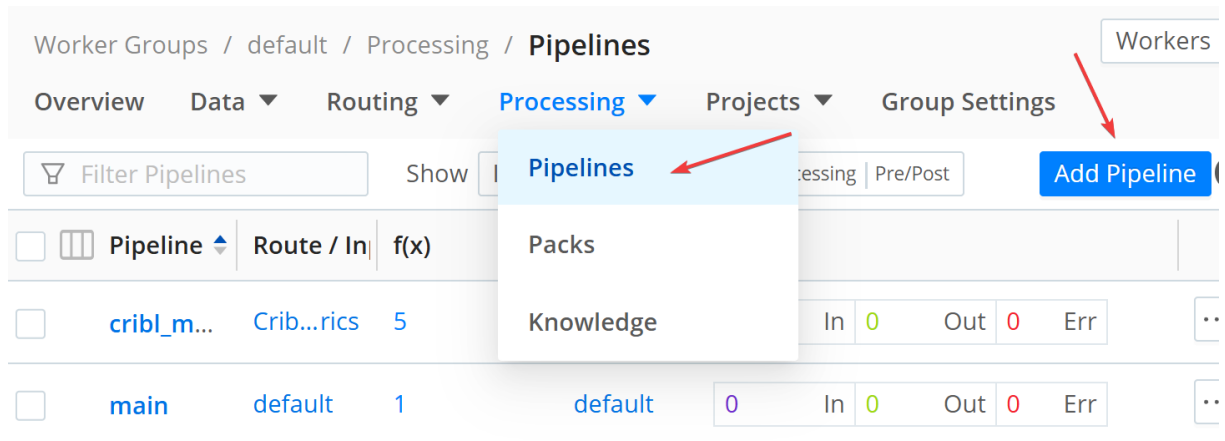 Worker Groups / default / Processing / Pipelines
Workers
Overview Data Routing Processing Projects Group Settings
Filter Pipelines Show Pipelines Pre/Post Add Pipeline
Pipeline Route / In f(x)
Packs
cribl_m... Crib...rics 5 In 0 Out 0 Err
Knowledge
main default 1 default 0 In 0 Out 0 Err